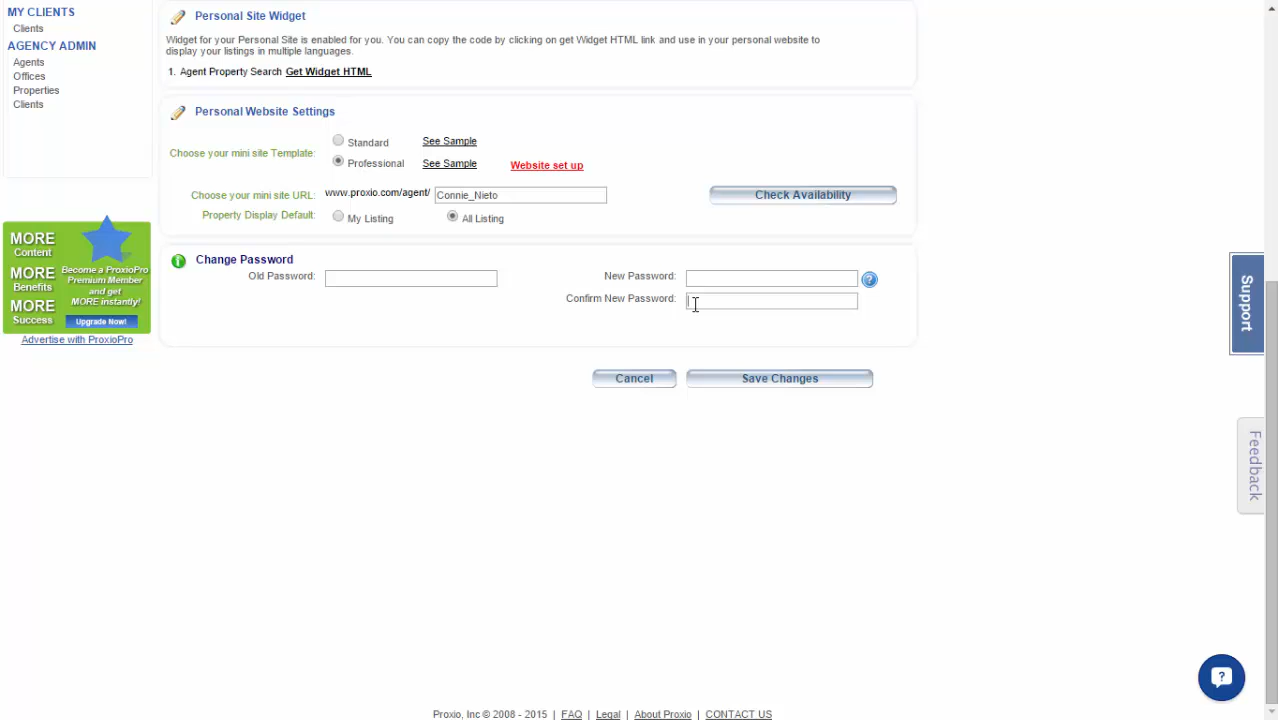 MY CLIENTS
Clients
AGENCY ADMIN
Agents
Offices
Properties
Clients
MORE
Content
MORE
Benefits
MORE
Success
Become a ProxioPro
Premium Member
and get
MORE instantly!
Upgrade Now!
Advertise with ProxioPro
Personal Site Widget
Widget for your Personal Site is enabled for you. You can copy the code by clicking on get Widget HTML link and use in your personal website to
display your listings in multiple languages.
1. Agent Property Search Get Widget HTML
Personal Website Settings
Choose your mini site Template:
Standard See Sample
Professional See Sample Website set up
Choose your mini site URL: www.proxio.com/agent/ Connie_Nieto Check Availability
Property Display Default: My Listing All Listing
Change Password
Old Password: New Password: ?
Confirm New Password:
Cancel Save Changes
Support
Feedback
?
Proxio, Inc © 2008 - 2015 | FAQ | Legal | About Proxio | CONTACT US